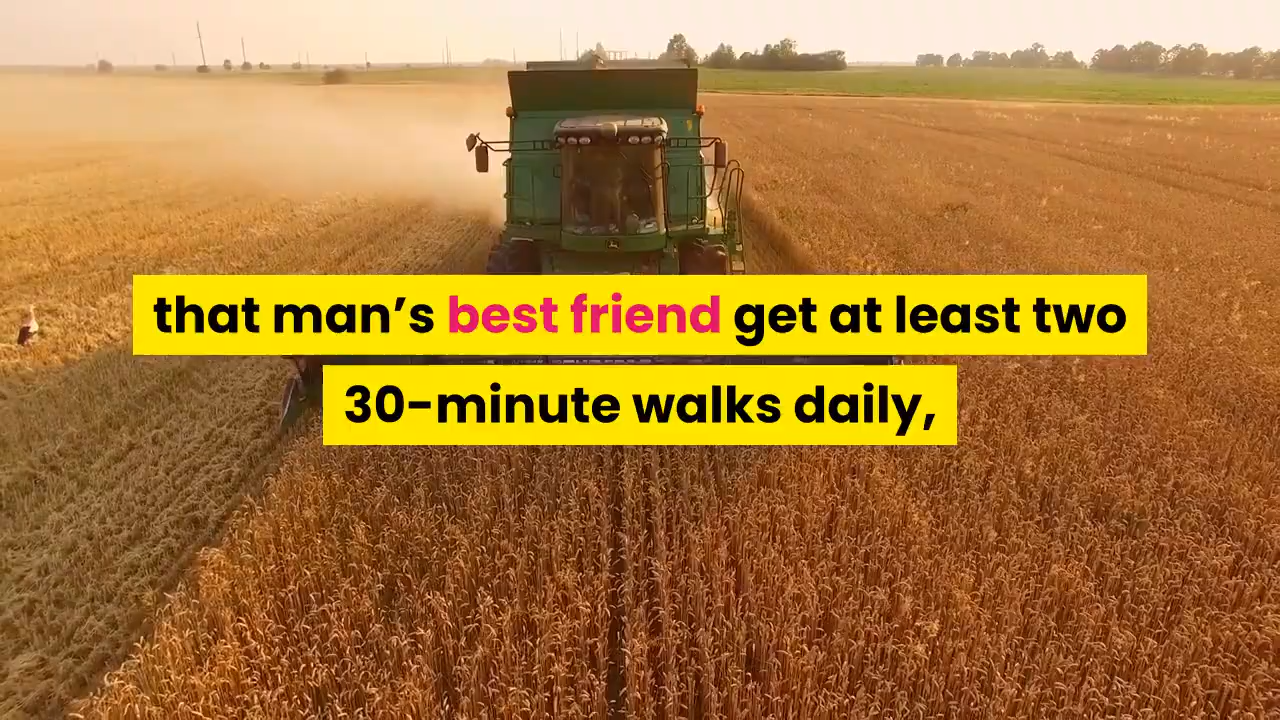 that man’s best friend get at least two
30-minute walks daily,